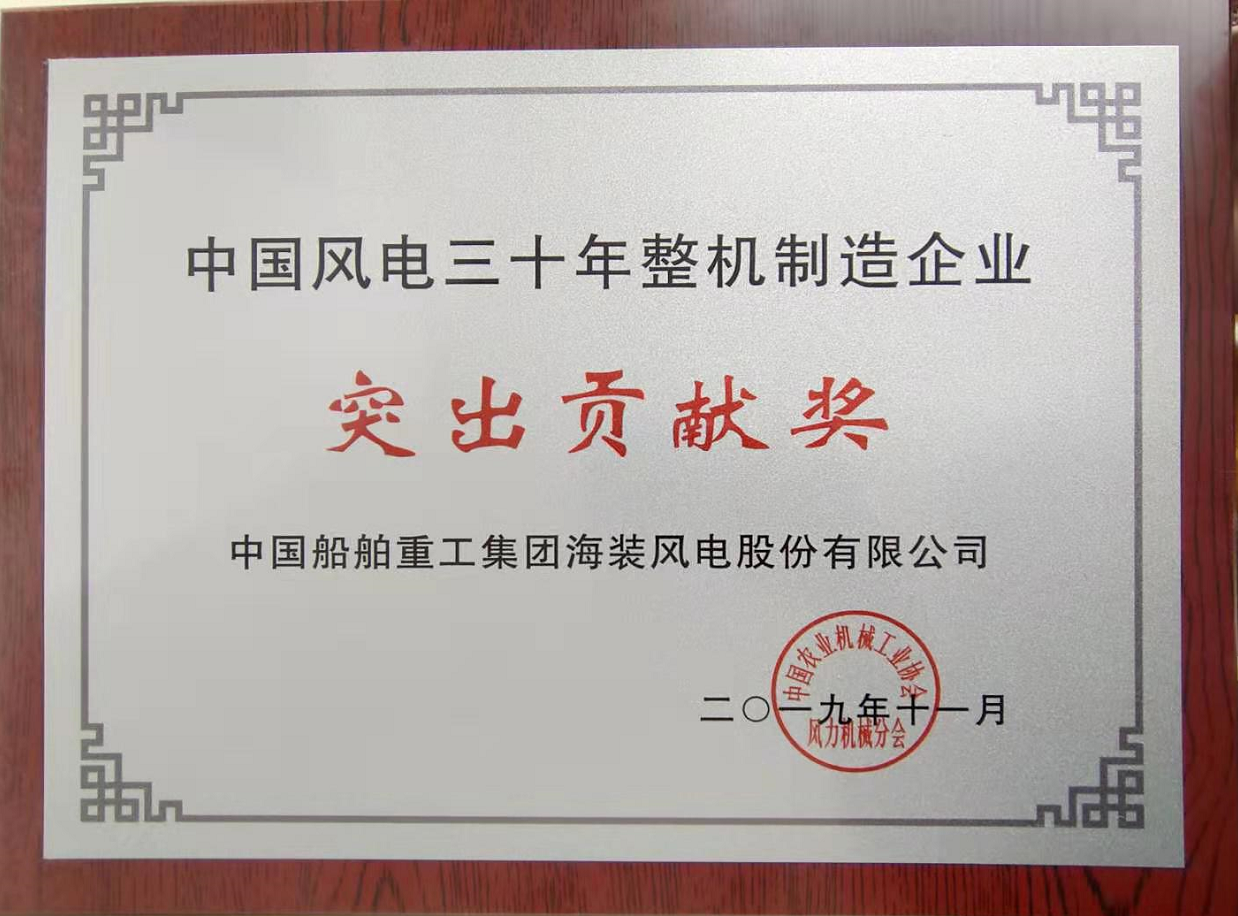 中国风电三十年整机制造企业
突出贡献奖
中国船舶重工集团海装风电股份有限公司
中国农业机械工业协会
二〇一九年十一月
风力机械分会